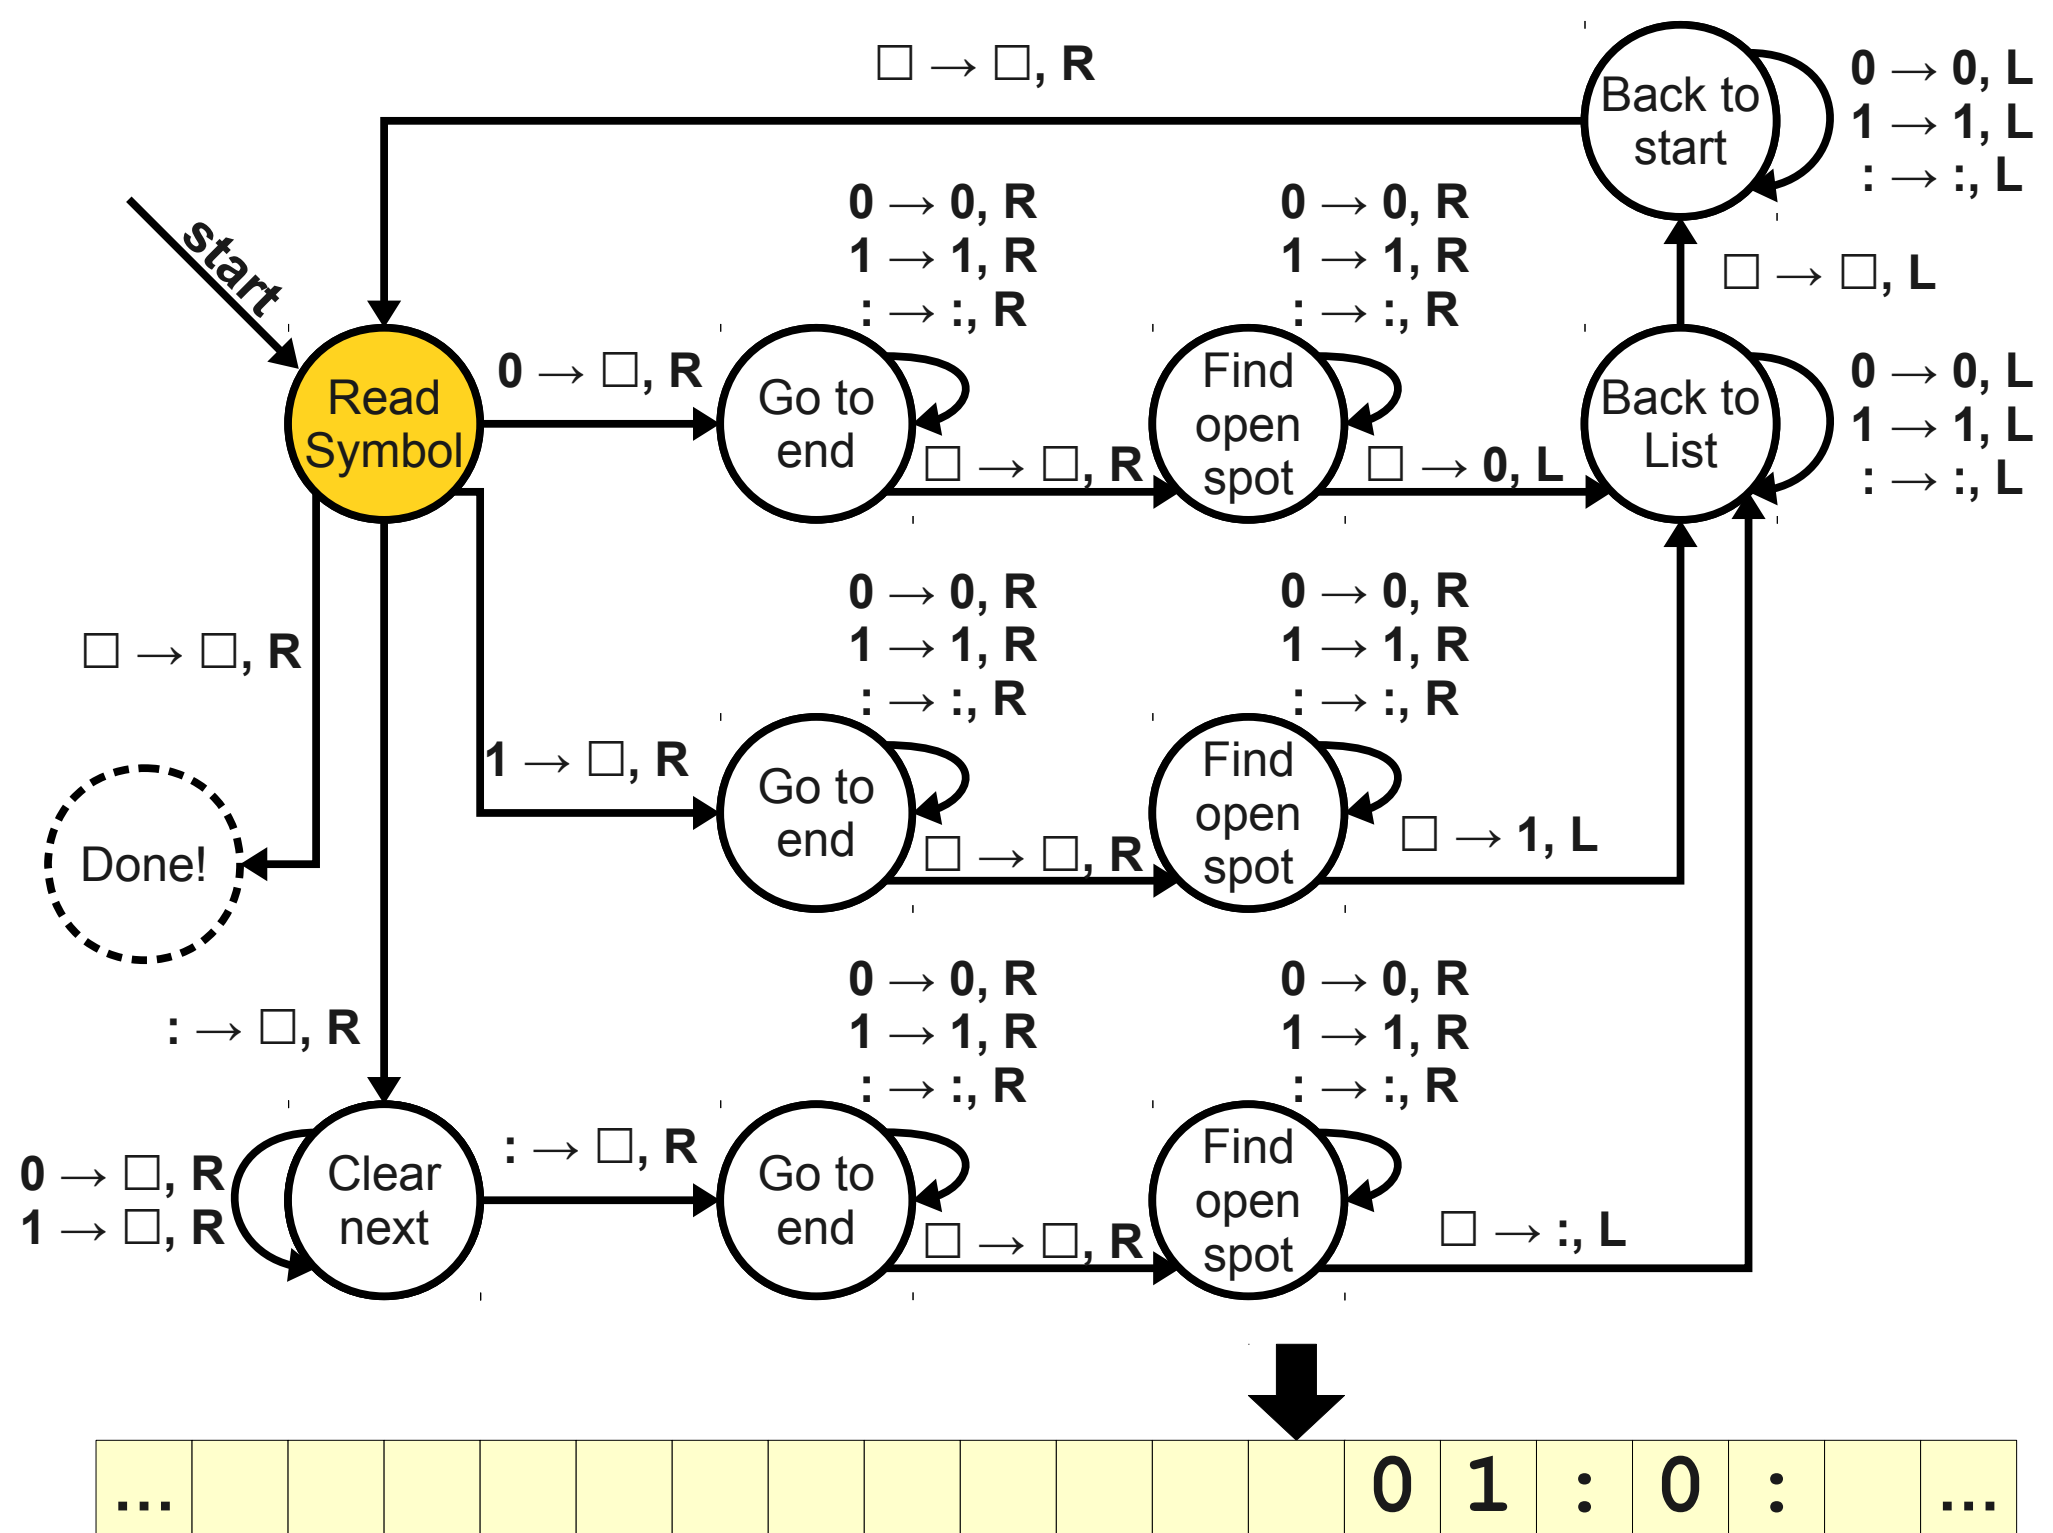 □ → □, R
Back to
start
0 → 0, L
1 → 1, L
: → :, L
start
0 → 0, R
1 → 1, R
: → :, R
0 → 0, R
1 → 1, R
: → :, R
□ → □, L
Read
Symbol
0 → □, R
Go to
end
□ → □, R
Find
open
spot
□ → 0, L
Back to
List
0 → 0, L
1 → 1, L
: → :, L
0 → 0, R
1 → 1, R
: → :, R
0 → 0, R
1 → 1, R
: → :, R
□ → □, R
1 → □, R
Go to
end
□ → □, R
Find
open
spot
□ → 1, L
Done!
: → □, R
0 → 0, R
1 → 1, R
: → :, R
0 → 0, R
1 → 1, R
: → :, R
0 → □, R
1 → □, R
Clear
next
: → □, R
Go to
end
□ → □, R
Find
open
spot
□ → :, L
… 0 1 : 0 : …